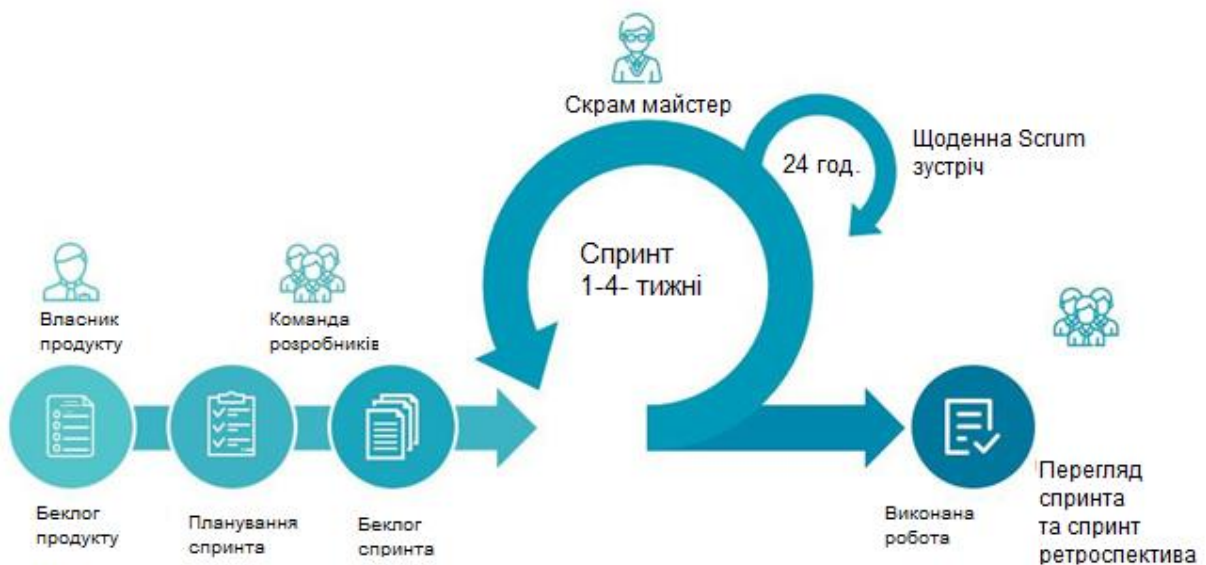 Скрам майстер
24 год.
Щоденна Scrum
зустріч
Спринт
1-4- тижні
Власник
продукту
Команда
розробників
Беклог
продукту
Планування
спринта
Беклог
спринта
Виконана
робота
Перегляд
спринта
та спринт
ретроспектива